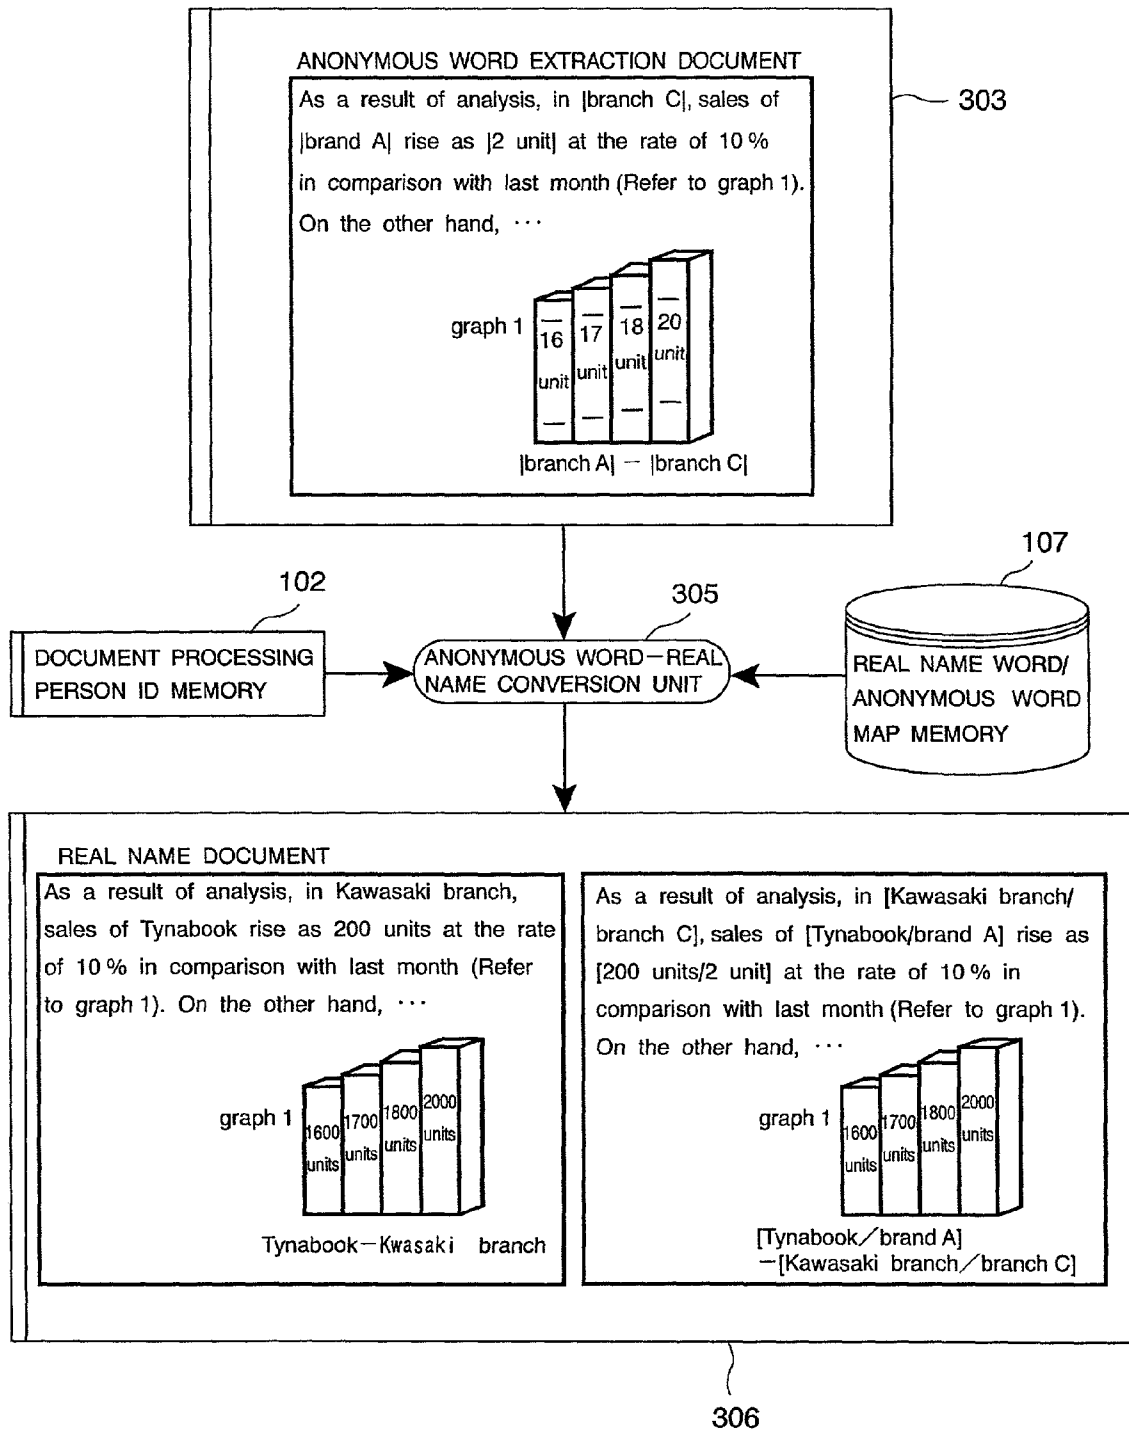 ANONYMOUS WORD EXTRACTION DOCUMENT
As a result of analysis, in |branch C|, sales of
|brand A| rise as |2 unit| at the rate of 10 %
in comparison with last month (Refer to graph 1).
On the other hand, ···
graph 1
16 unit
17 unit
18 unit
20 unit
|branch A| — |branch C|
303
102
DOCUMENT PROCESSING
PERSON ID MEMORY
305
ANONYMOUS WORD—REAL
NAME CONVERSION UNIT
107
REAL NAME WORD/
ANONYMOUS WORD
MAP MEMORY
REAL NAME DOCUMENT
As a result of analysis, in Kawasaki branch,
sales of Tynabook rise as 200 units at the rate
of 10 % in comparison with last month (Refer
to graph 1). On the other hand, ···
graph 1
1600 units
1700 units
1800 units
2000 units
Tynabook—Kwasaki branch
As a result of analysis, in [Kawasaki branch/
branch C], sales of [Tynabook/brand A] rise as
[200 units/2 unit] at the rate of 10 % in
comparison with last month (Refer to graph 1).
On the other hand, ···
graph 1
1600 units
1700 units
1800 units
2000 units
[Tynabook/brand A]
—[Kawasaki branch/branch C]
306